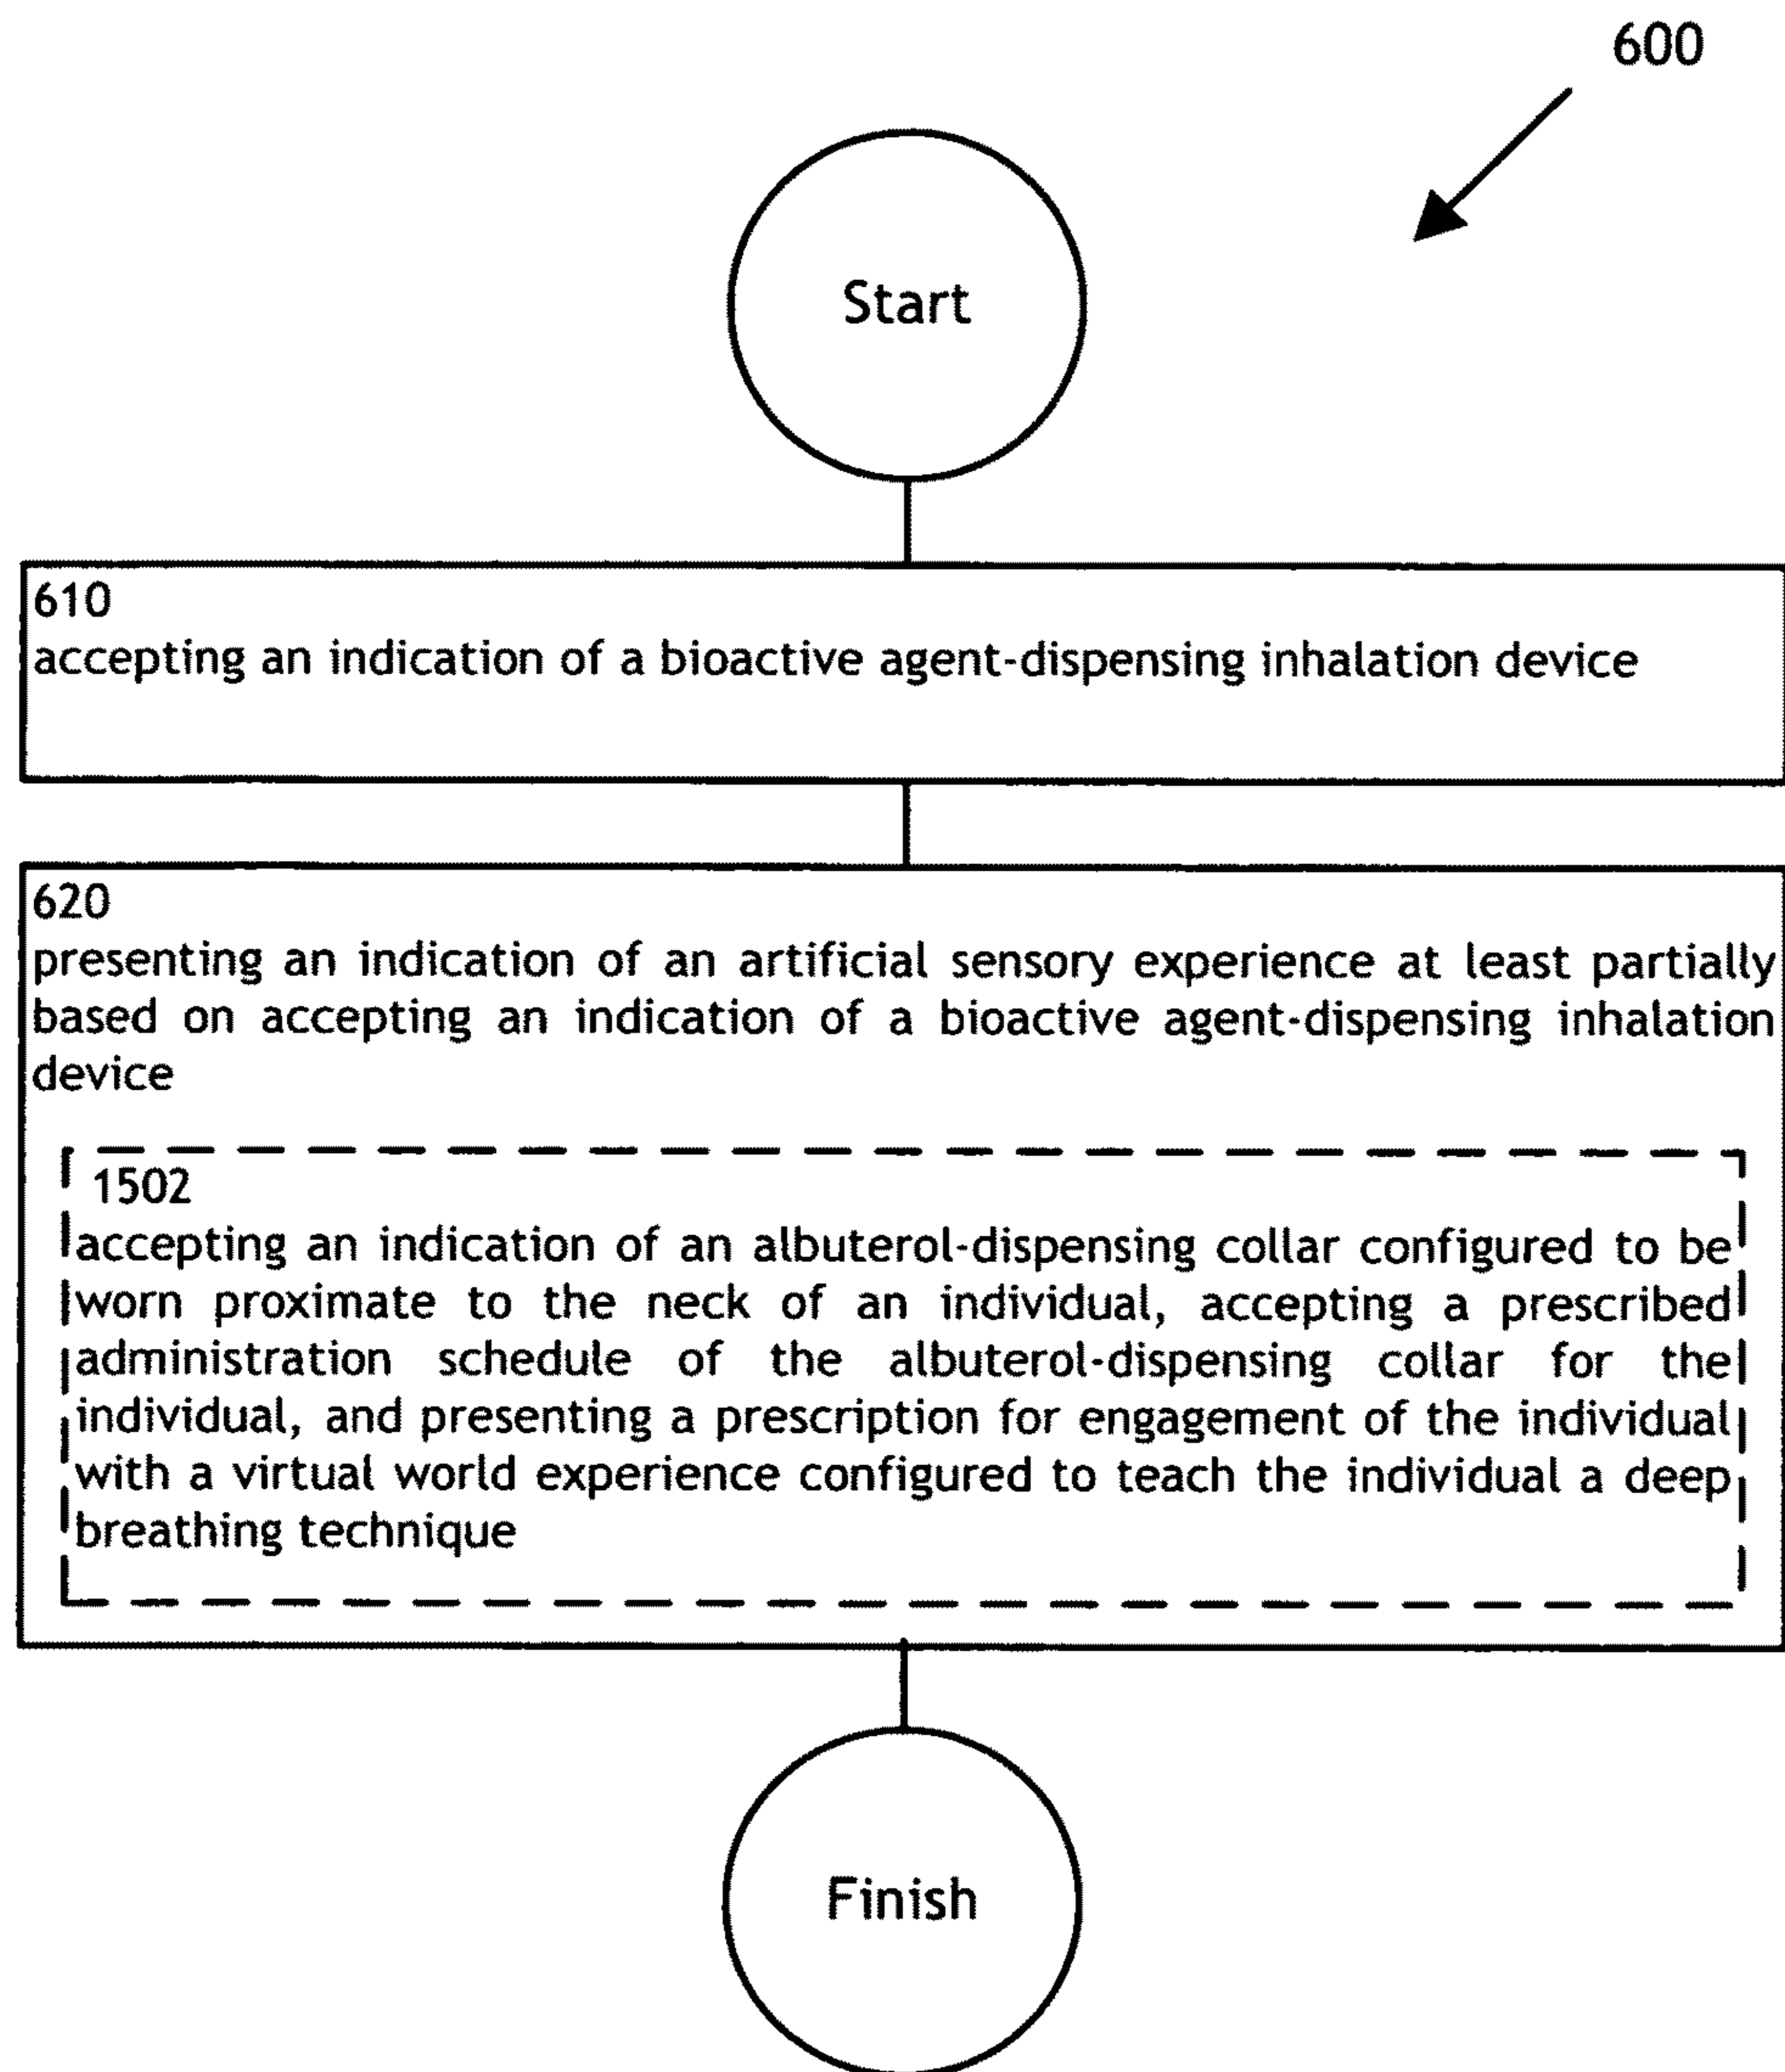 600
Start
610
accepting an indication of a bioactive agent-dispensing inhalation device
620
presenting an indication of an artificial sensory experience at least partially
based on accepting an indication of a bioactive agent-dispensing inhalation
device
1502
accepting an indication of an albuterol-dispensing collar configured to be
worn proximate to the neck of an individual, accepting a prescribed
administration schedule of the albuterol-dispensing collar for the
individual, and presenting a prescription for engagement of the individual
with a virtual world experience configured to teach the individual a deep
breathing technique
Finish